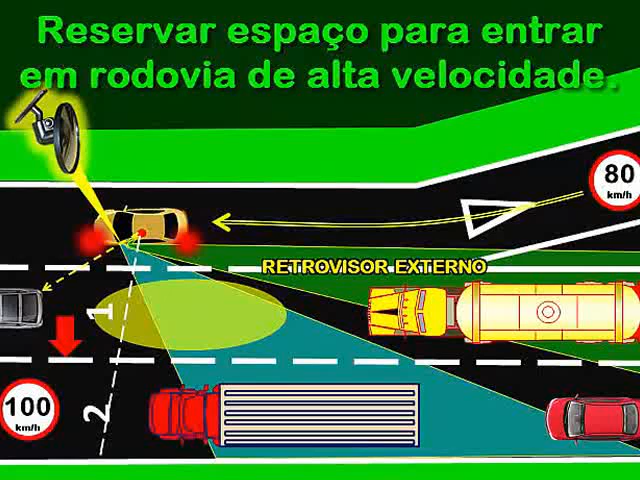 Reservar espaço para entrar
em rodovia de alta velocidade.
80
km/h
RETROVISOR EXTERNO
1
100
km/h
2